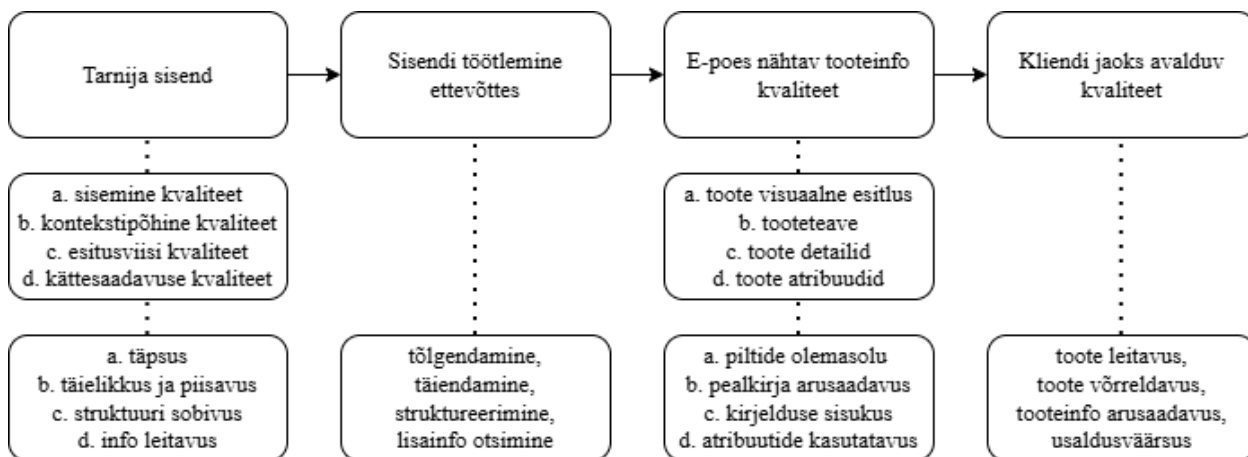 Tarnija sisend
Sisendi töötlemine
ettevõttes
E-poes nähtav tooteinfo
kvaliteet
Kliendi jaoks avalduv
kvaliteet
a. sisemine kvaliteet
b. kontekstipõhine kvaliteet
c. esitusviisi kvaliteet
d. kättesaadavuse kvaliteet
a. toote visuaalne esitlus
b. tooteteave
c. toote detailid
d. toote atribuudid
a. täpsus
b. täielikkus ja piisavus
c. struktuuri sobivus
d. info leitavus
tõlgendamine,
täiendamine,
struktureerimine,
lisainfo otsimine
a. piltide olemasolu
b. pealkirja arusaadavus
c. kirjelduse sisukus
d. atribuutide kasutatavus
toote leitavus,
toote võrreldavus,
tooteinfo arusaadavus,
usaldusväärsus